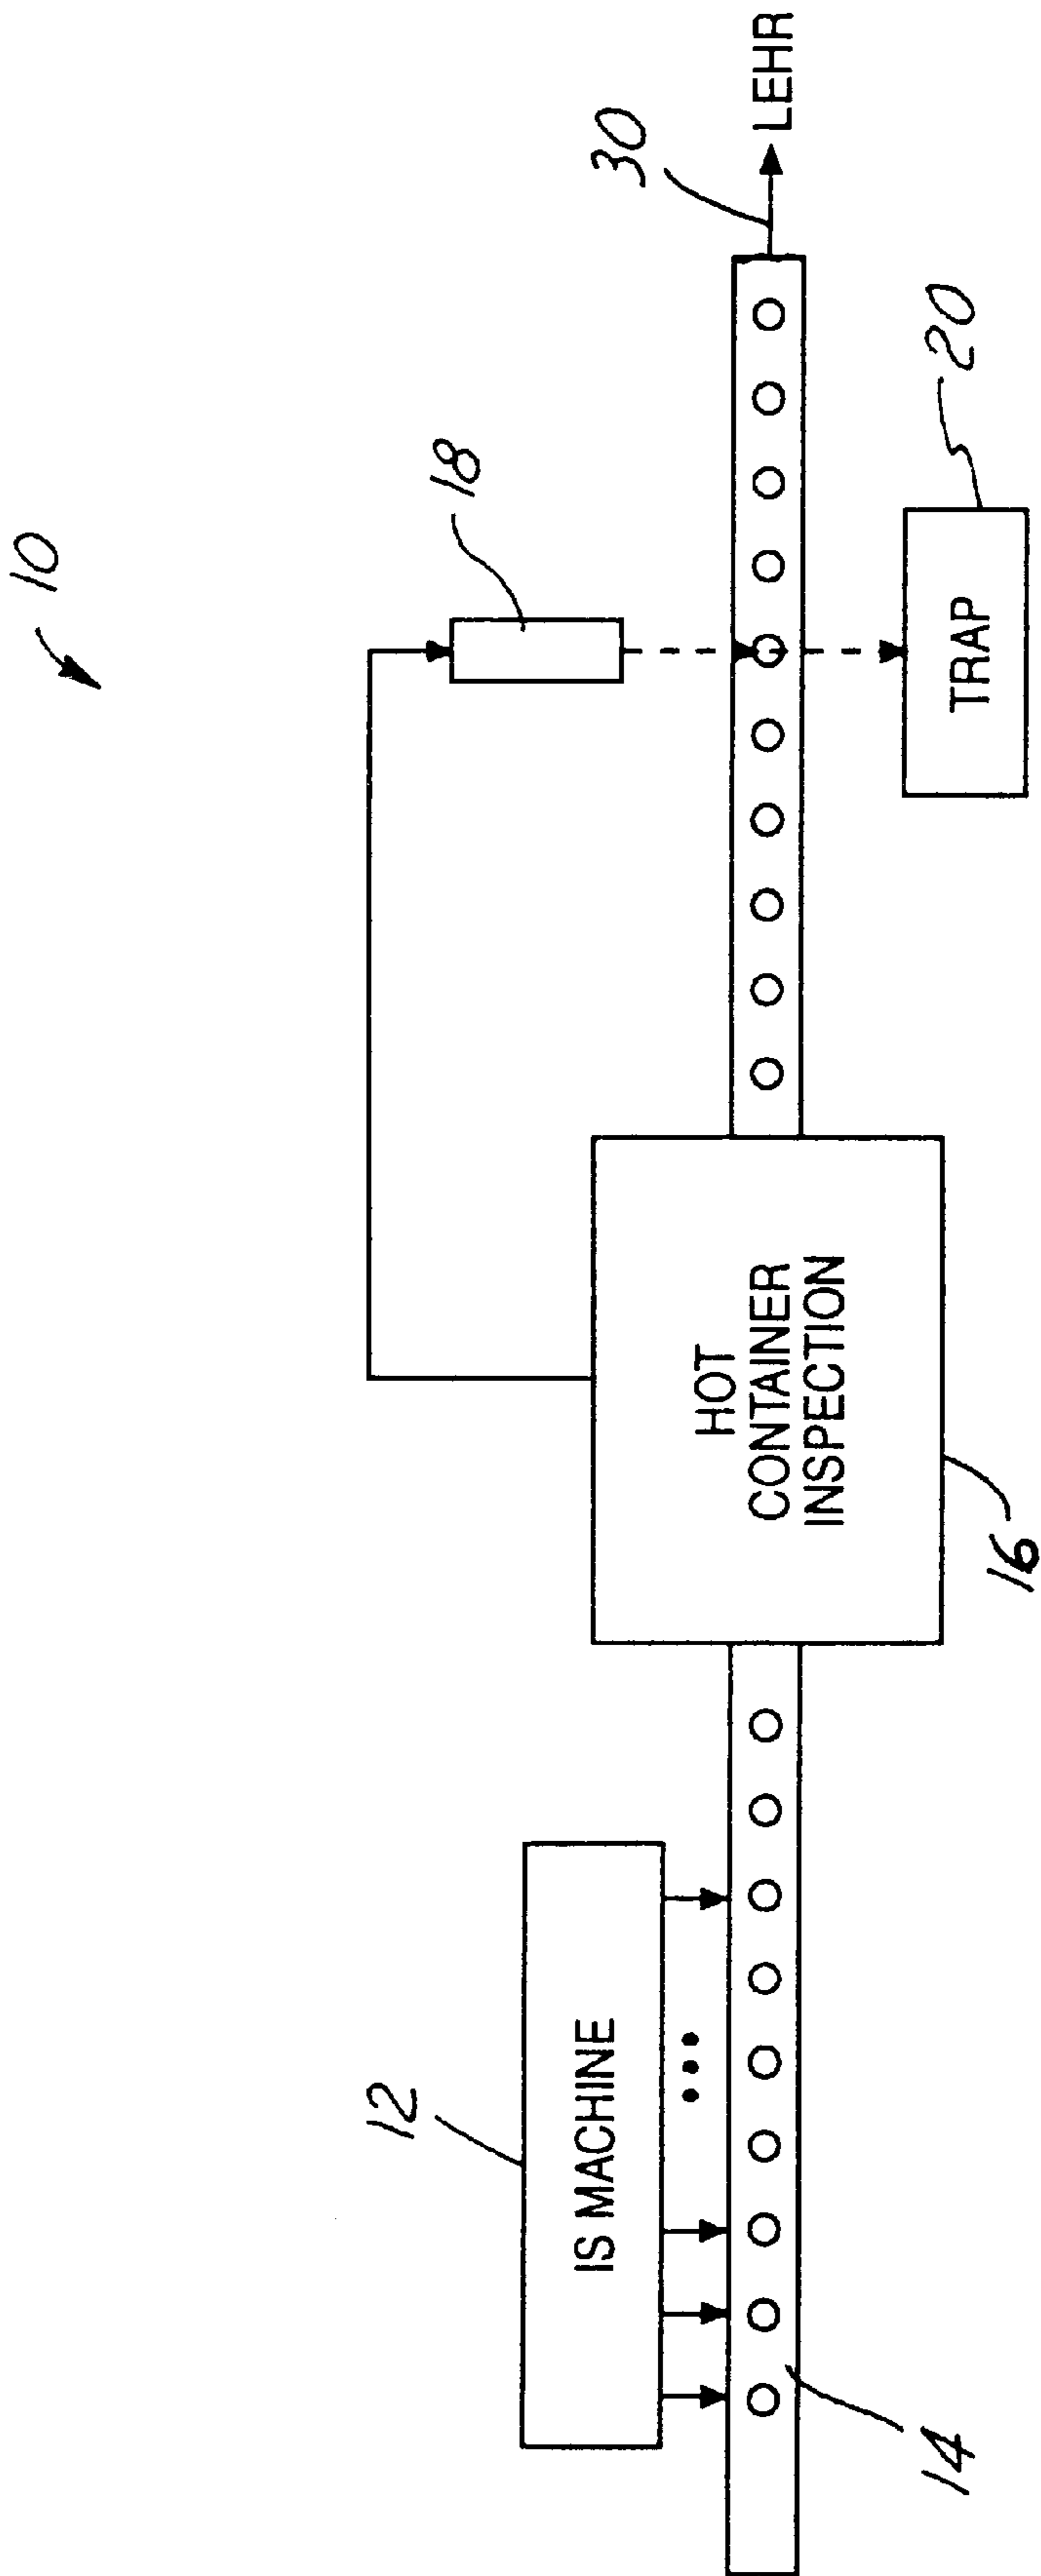 10
12
IS MACHINE
14
HOT
CONTAINER
INSPECTION
16
18
TRAP
20
30
LEHR